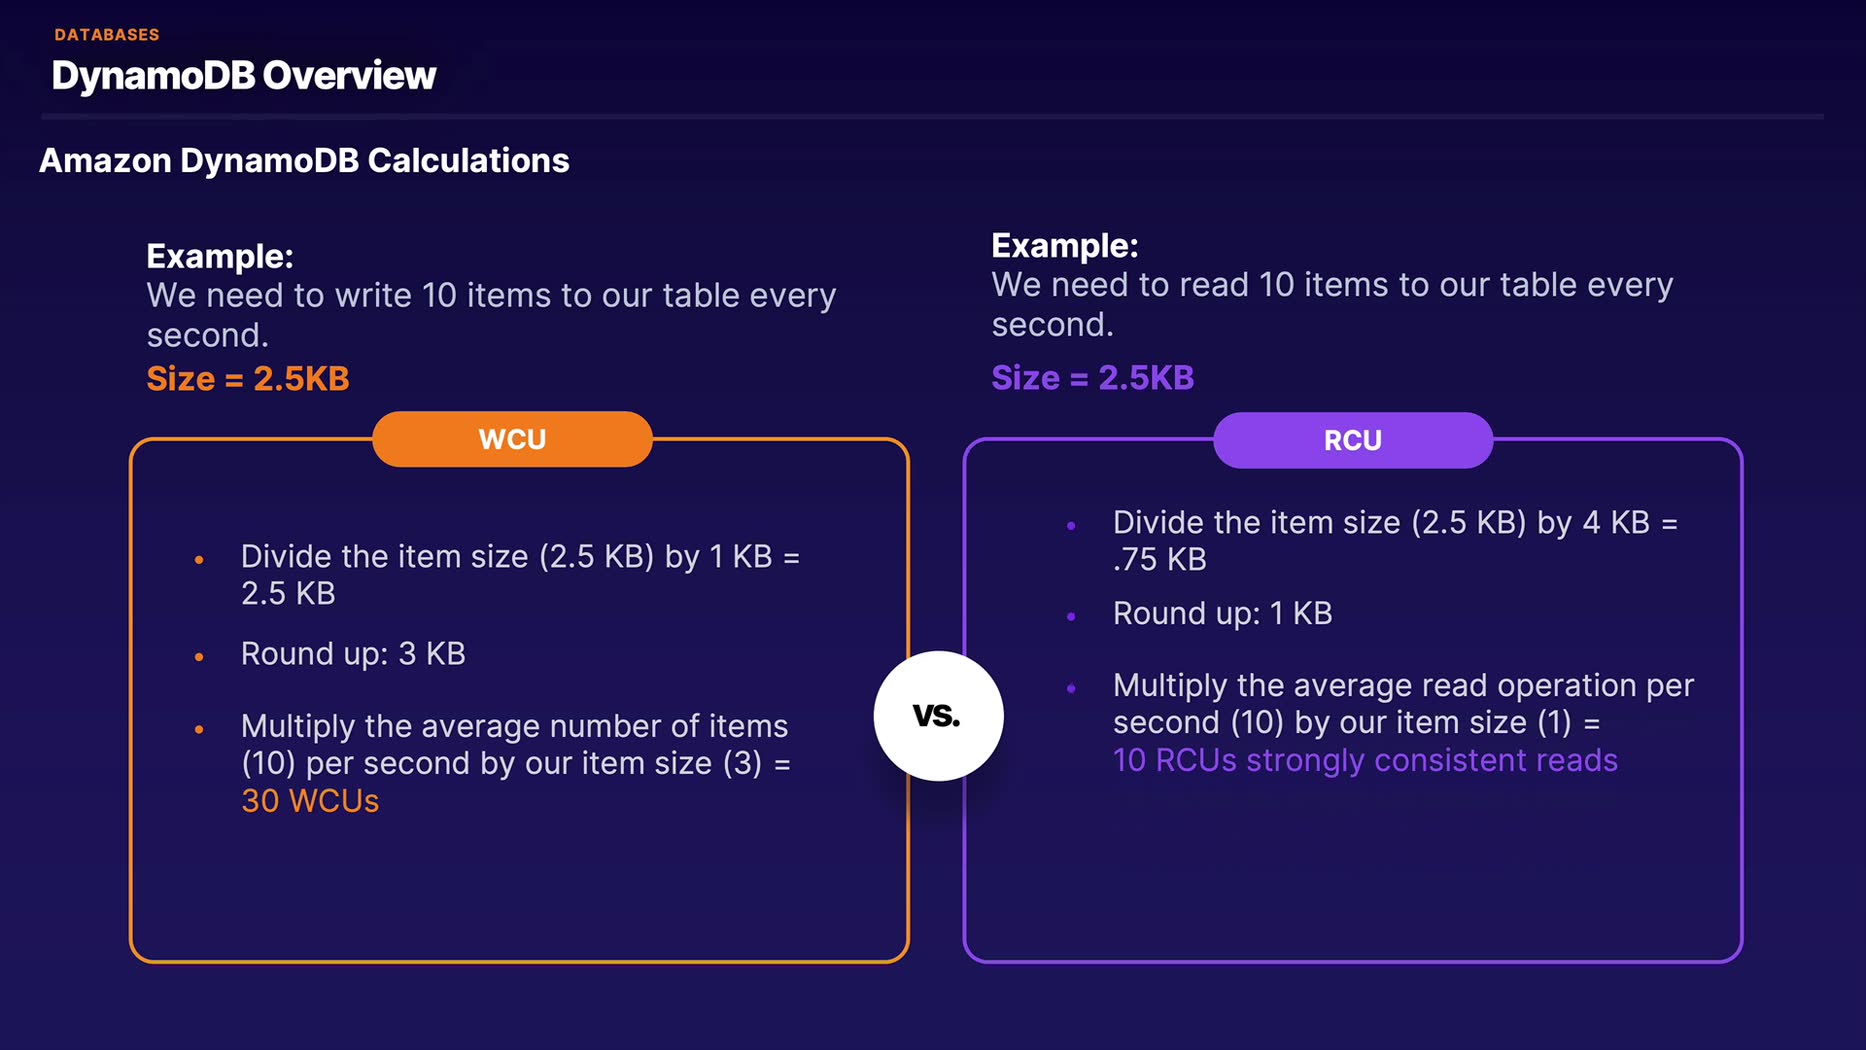 DATABASES
DynamoDB Overview
Amazon DynamoDB Calculations
Example:
We need to write 10 items to our table every
second.
Size = 2.5KB
WCU
• Divide the item size (2.5 KB) by 1 KB =
2.5 KB
• Round up: 3 KB
• Multiply the average number of items
(10) per second by our item size (3) =
30 WCUs
VS.
Example:
We need to read 10 items to our table every
second.
Size = 2.5KB
RCU
• Divide the item size (2.5 KB) by 4 KB =
.75 KB
• Round up: 1 KB
• Multiply the average read operation per
second (10) by our item size (1) =
10 RCUs strongly consistent reads